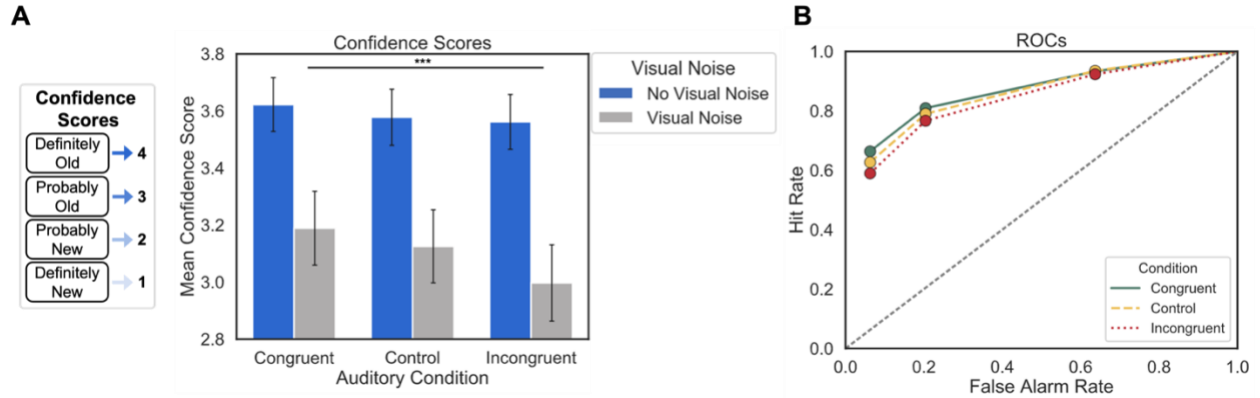 A
Confidence
Scores
Definitely
Old
4
Probably
Old
3
Probably
New
2
Definitely
New
1
Confidence Scores
Mean Confidence Score
3.8
3.6
3.4
3.2
3.0
2.8
***
Congruent
Control
Incongruent
Auditory Condition
Visual Noise
No Visual Noise
Visual Noise
B
ROCs
Hit Rate
1.0
0.8
0.6
0.4
0.2
0.0
Condition
Congruent
Control
Incongruent
0.0
0.2
0.4
0.6
0.8
1.0
False Alarm Rate